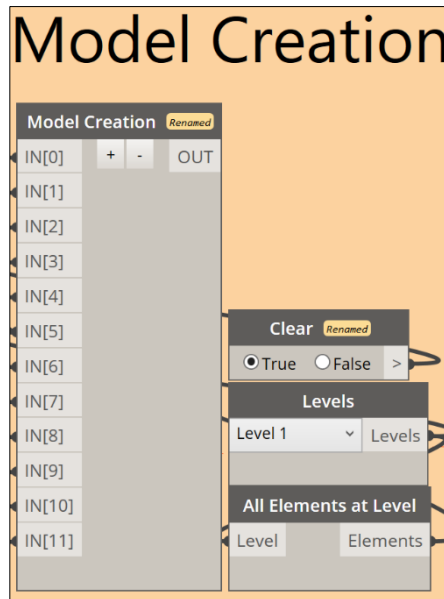 Model Creation
Model Creation Renamed
IN[0] + - OUT
IN[1]
IN[2]
IN[3]
IN[4]
IN[5]
IN[6]
IN[7]
IN[8]
IN[9]
IN[10]
IN[11]
Clear Renamed
True False >
Levels
Level 1 Levels
All Elements at Level
Level Elements